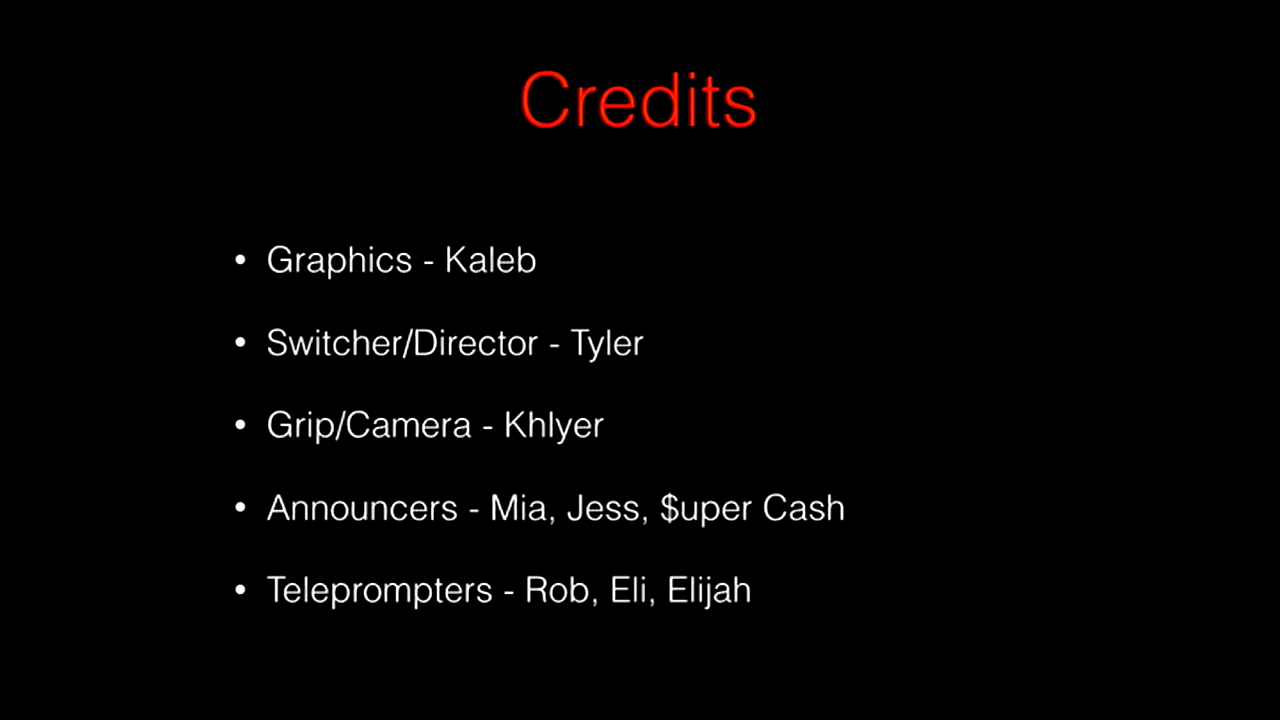 Credits
• Graphics - Kaleb
• Switcher/Director - Tyler
• Grip/Camera - Khlyer
• Announcers - Mia, Jess, $uper Cash
• Teleprompters - Rob, Eli, Elijah